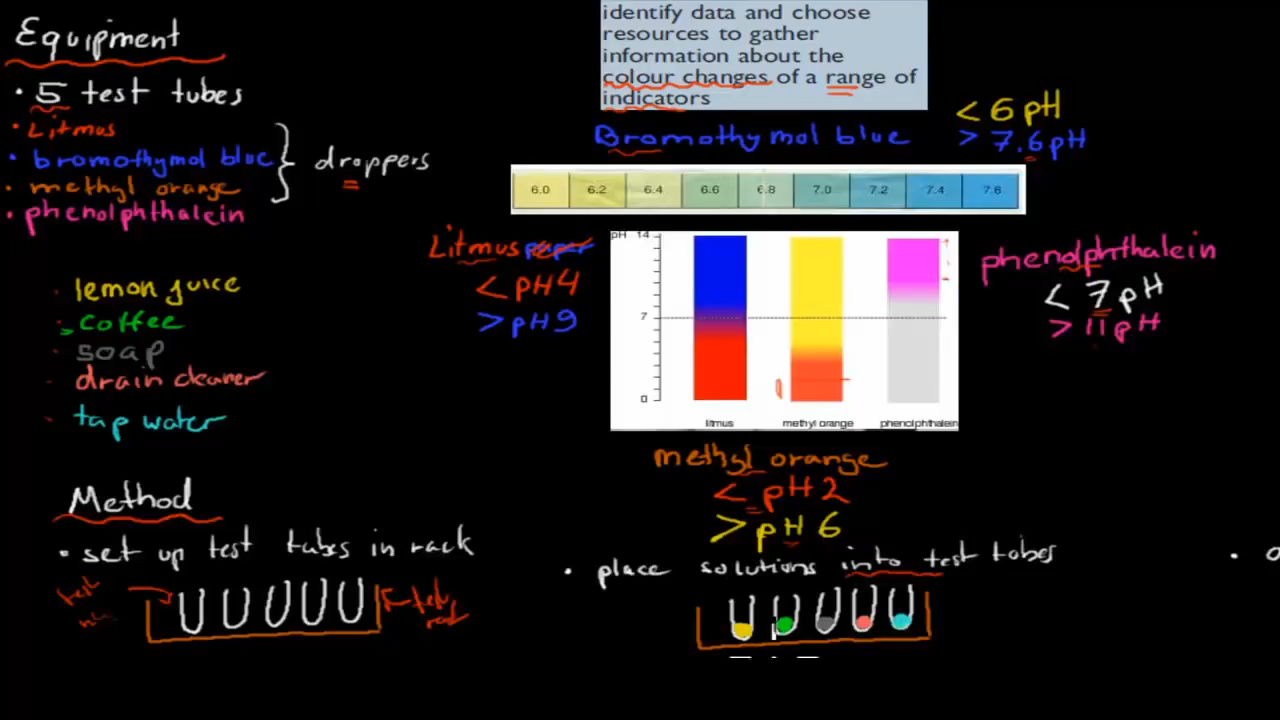 Equipment
• 5 test tubes
• Litmus
• bromothymol blue
• methyl orange
• phenolphthalein
droppers
lemon juice
coffee
soap
drain cleaner
tap water
Method
• set up test tubes in rack
test
test
identify data and choose
resources to gather
information about the
colour changes of a range of
indicators
Bromothymol blue
< 6 pH
> 7.6 pH
6.0 6.2 6.4 6.6 6.8 7.0 7.2 7.4 7.6
Litmus paper
< pH 4
> pH 9
pH 14
7
0
litmus methyl orange phenolphthalein
phenolphthalein
< 7 pH
> 11 pH
methyl orange
< pH 2
> pH 6
• place solutions into test tubes
•